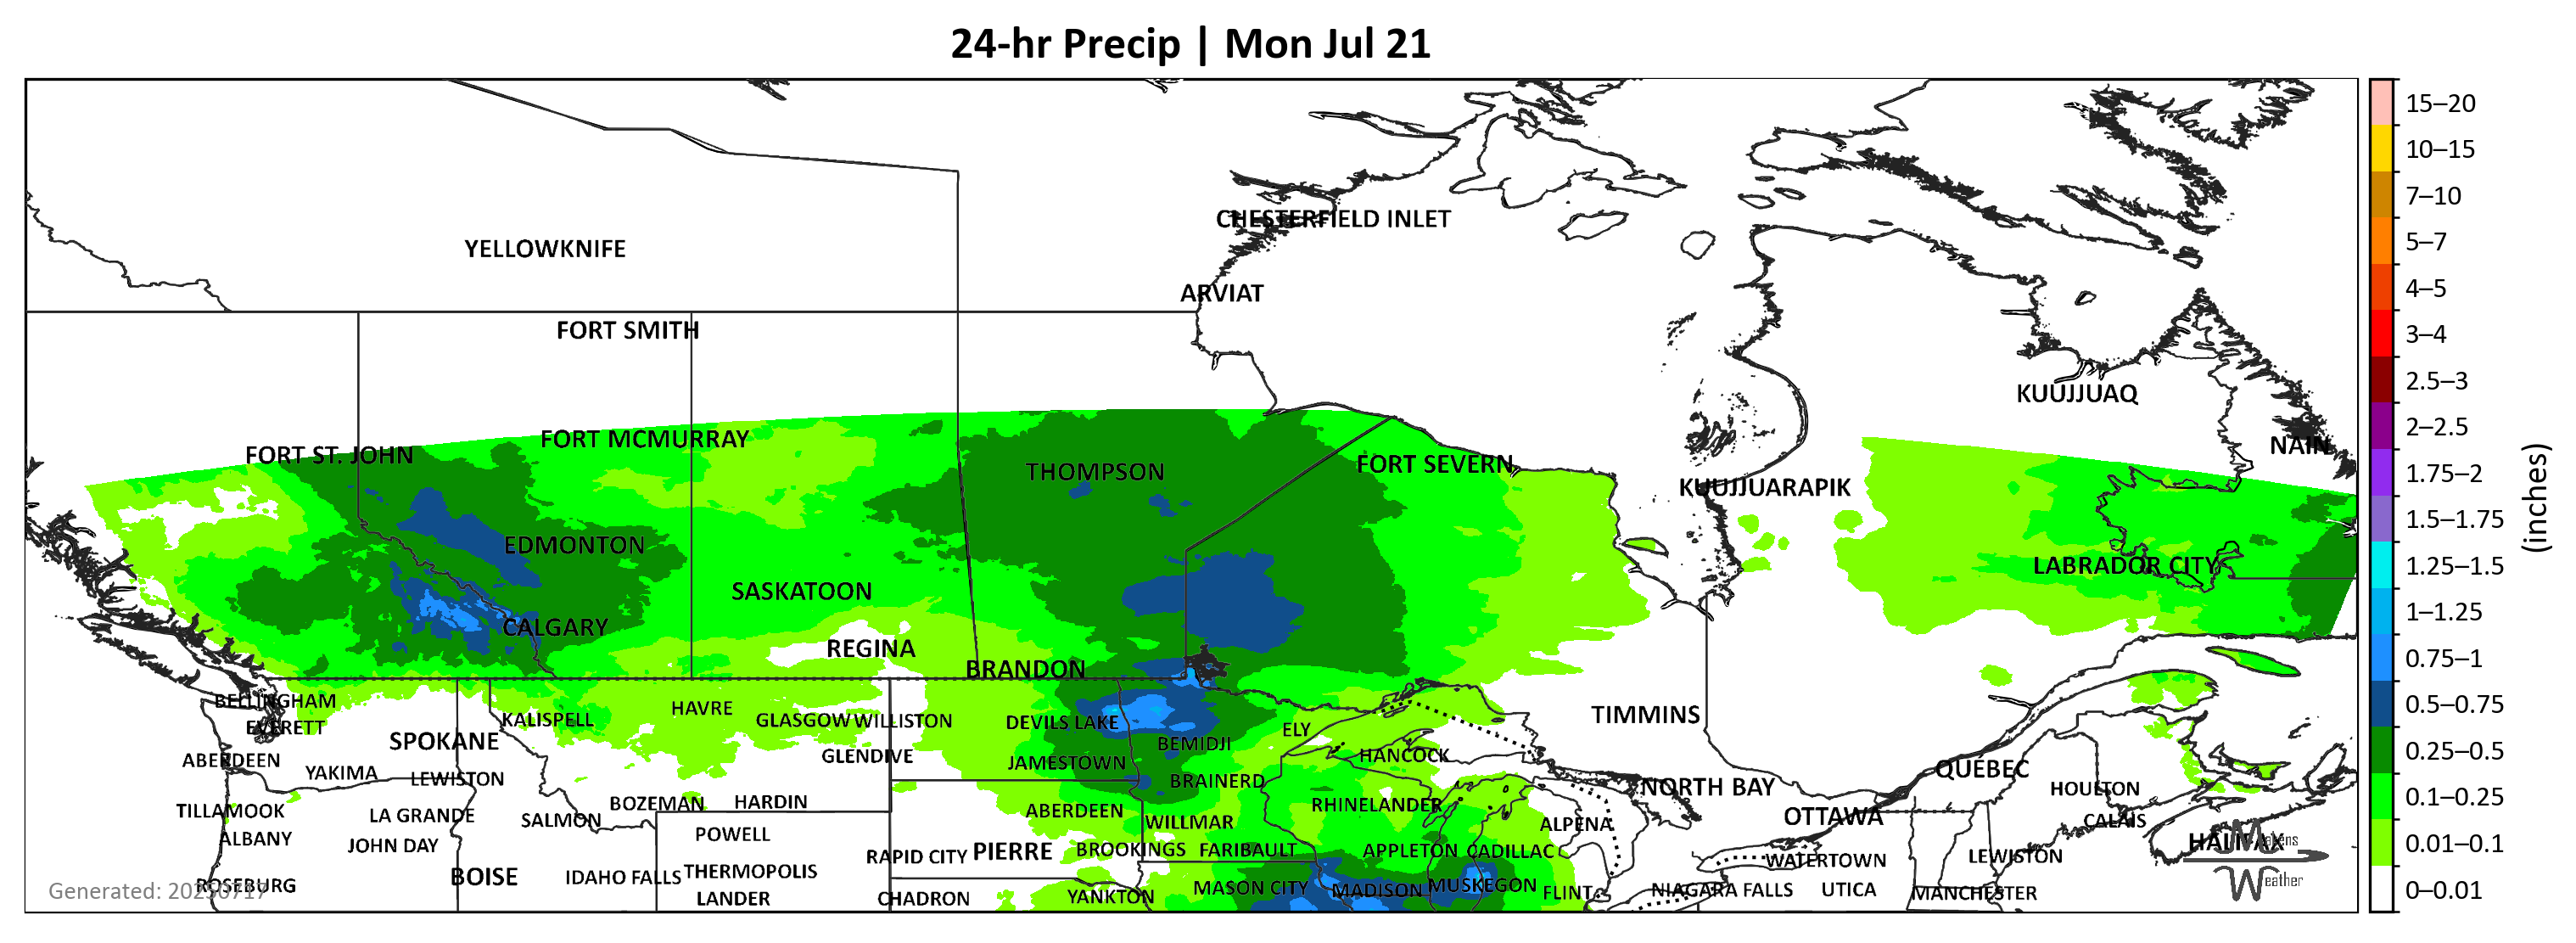 24-hr Precip | Mon Jul 21
CHESTERFIELD INLET
YELLOWKNIFE
ARVIAT
FORT SMITH
KUUJJUAQ
FORT MCMURRAY
NAIN
FORT ST. JOHN
FORT SEVERN
THOMPSON
KUUJJUARAPIK
EDMONTON
LABRADOR CITY
SASKATOON
CALGARY
REGINA
BRANDON
BELLINGHAM
HAVRE
TIMMINS
KALISPELL
GLASGOW WILLISTON
DEVILS LAKE
EVERETT
ELY
SPOKANE
BEMIDJI
GLENDIVE
HANCOCK
ABERDEEN
JAMESTOWN
QUÉBEC
YAKIMA
LEWISTON
BRAINERD
NORTH BAY
HOULTON
BOZEMAN
HARDIN
RHINELANDER
TILLAMOOK
LA GRANDE
SALMON
ABERDEEN
WILLMAR
ALPENA
OTTAWA
CALAIS
ALBANY
POWELL
JOHN DAY
HALIFAX
Makens
Weather
RAPID CITY
PIERRE
BROOKINGS
FARIBAULT
APPLETON
CADILLAC
WATERTOWN
LEWISTON
BOISE
IDAHO FALLS
THERMOPOLIS
ROSEBURG
Generated: 20250717
MASON CITY
MADISON
MUSKEGON
FLINT
NIAGARA FALLS
UTICA
MANCHESTER
LANDER
CHADRON
YANKTON
15–20
10–15
7–10
5–7
4–5
3–4
2.5–3
2–2.5
1.75–2
1.5–1.75
1.25–1.5
1–1.25
0.75–1
0.5–0.75
0.25–0.5
0.1–0.25
0.01–0.1
0–0.01
(inches)